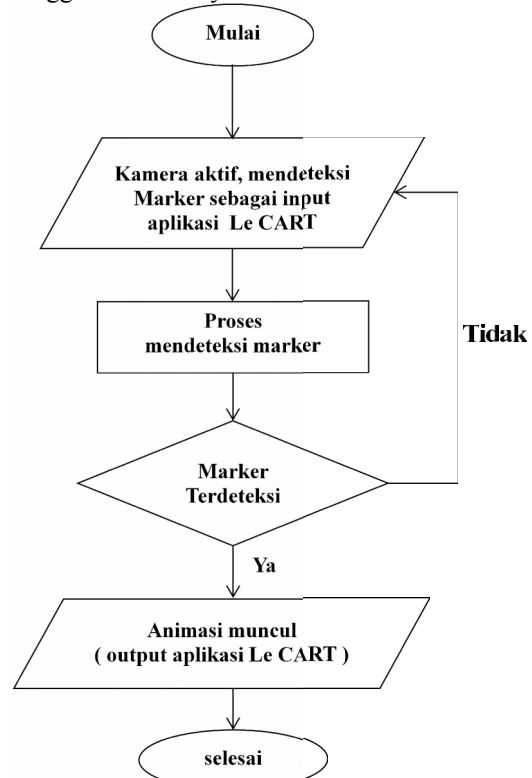 Mulai
Kamera aktif, mendeteksi
Marker sebagai input
aplikasi Le CART
Proses
mendeteksi marker
Tidak
Marker
Terdeteksi
Ya
Animasi muncul
( output aplikasi Le CART )
selesai